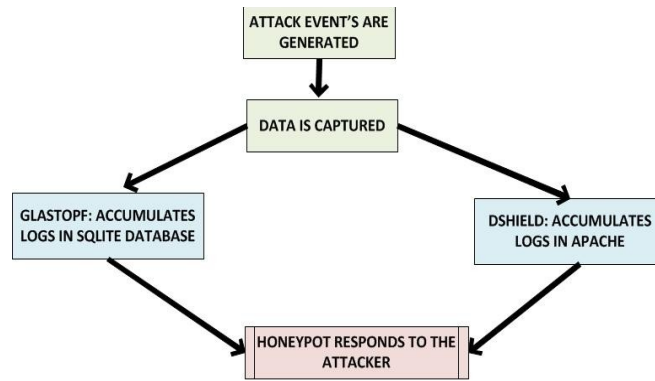 ATTACK EVENT'S ARE
GENERATED
DATA IS CAPTURED
GLASTOPF: ACCUMULATES
LOGS IN SQLITE DATABASE
DSHIELD: ACCUMULATES
LOGS IN APACHE
HONEYPOT RESPONDS TO THE
ATTACKER